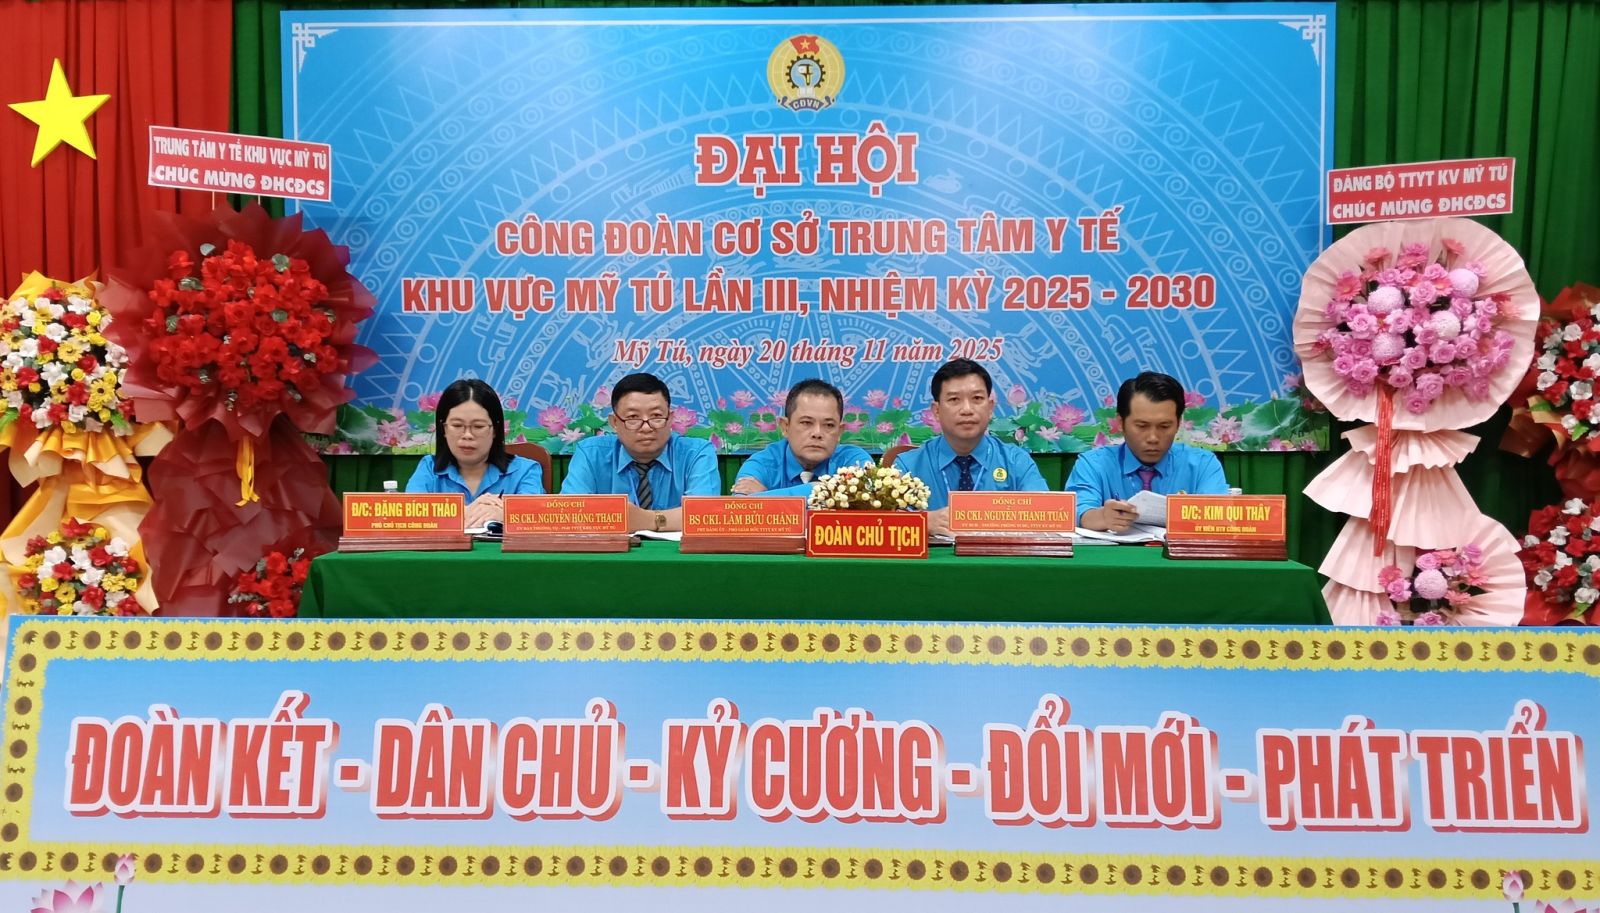 CĐVN
ĐẠI HỘI
CÔNG ĐOÀN CƠ SỞ TRUNG TÂM Y TẾ
KHU VỰC MỸ TÚ LẦN III, NHIỆM KỲ 2025 - 2030
Mỹ Tú, ngày 20 tháng 11 năm 2025
TRUNG TÂM Y TẾ KHU VỰC MỸ TÚ
CHÚC MỪNG ĐHCĐCS
ĐẢNG BỘ TTYT KV MỸ TÚ
CHÚC MỪNG ĐHCĐCS
Đ/C: ĐẶNG BÍCH THẢO
PHÓ CHỦ TỊCH CÔNG ĐOÀN
ĐỒNG CHÍ
BS CKI. NGUYỄN HỒNG THẠCH
ĐỒNG CHÍ
BS CKI. LÂM BỬU CHÁNH
ĐOÀN CHỦ TỊCH
ĐỒNG CHÍ
DS CKI. NGUYỄN THANH TUẤN
Đ/C: KIM QUI THÂY
ỦY VIÊN BTV CÔNG ĐOÀN
ĐOÀN KẾT - DÂN CHỦ - KỶ CƯƠNG - ĐỔI MỚI - PHÁT TRIỂN